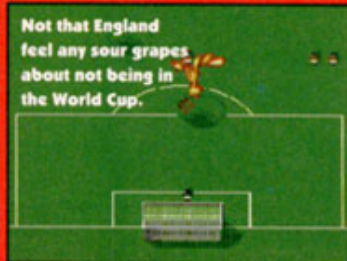 Not that England
feel any sour grapes
about not being in
the World Cup.